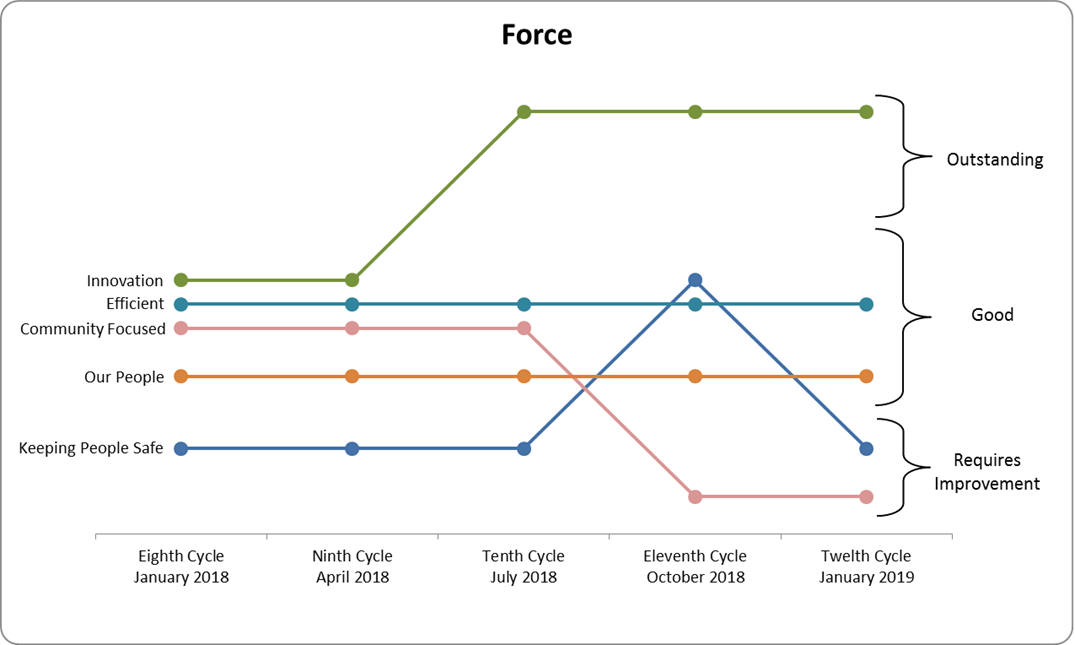 Force
Outstanding
Innovation
Efficient
Community Focused
Good
Our People
Keeping People Safe
Requires
Improvement
Eighth Cycle
January 2018
Ninth Cycle
April 2018
Tenth Cycle
July 2018
Eleventh Cycle
October 2018
Twelth Cycle
January 2019